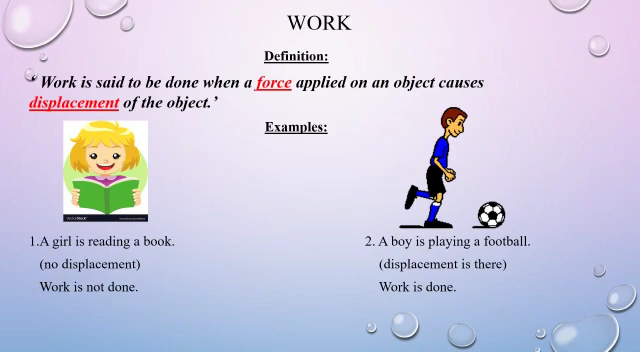 WORK
Definition:
‘ Work is said to be done when a force applied on an object causes
displacement of the object.’
Examples:
VectorStock
1.A girl is reading a book.
(no displacement)
Work is not done.
2. A boy is playing a football.
(displacement is there)
Work is done.